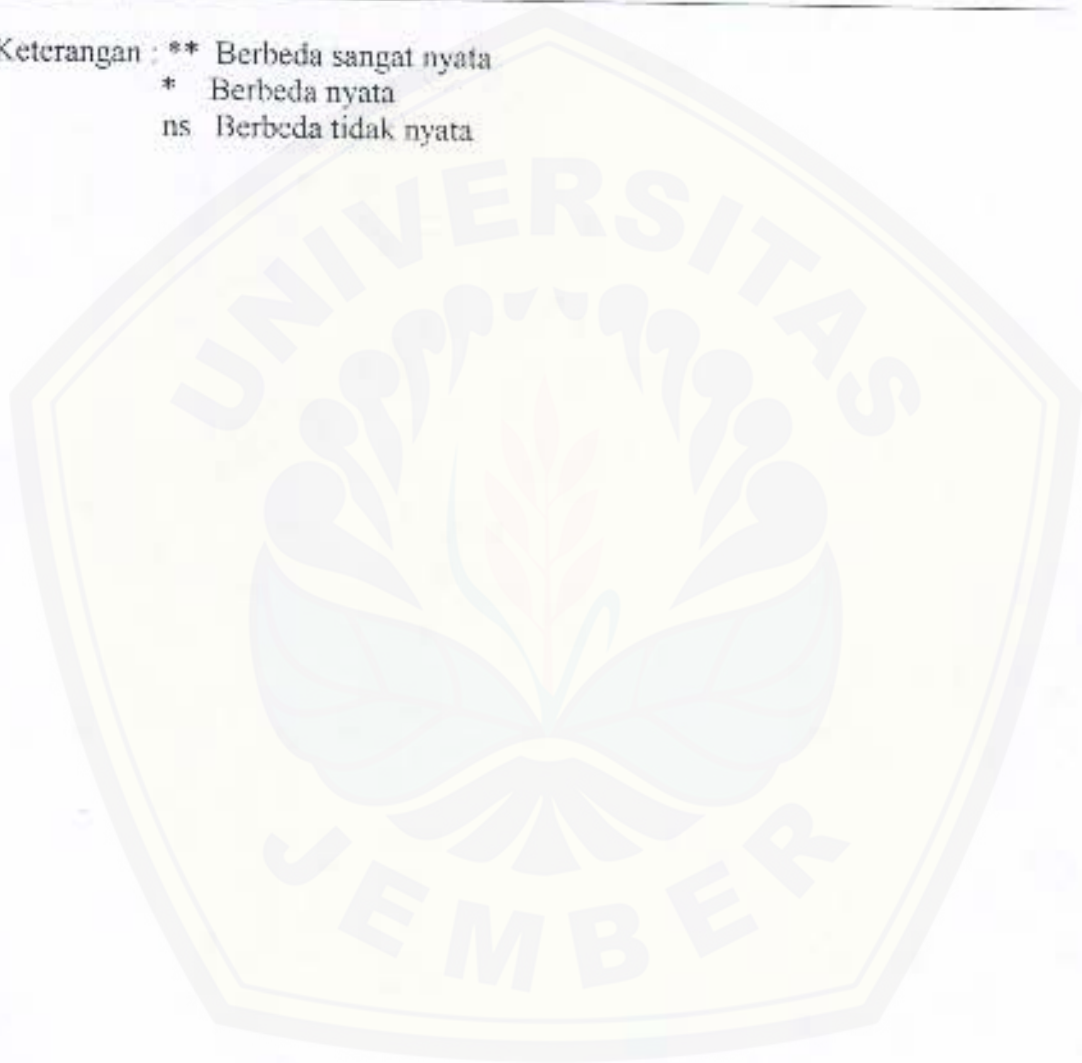 Keterangan : ** Berbeda sangat nyata
* Berbeda nyata
ns Berbeda tidak nyata
UNIVERSITAS
JEMBER